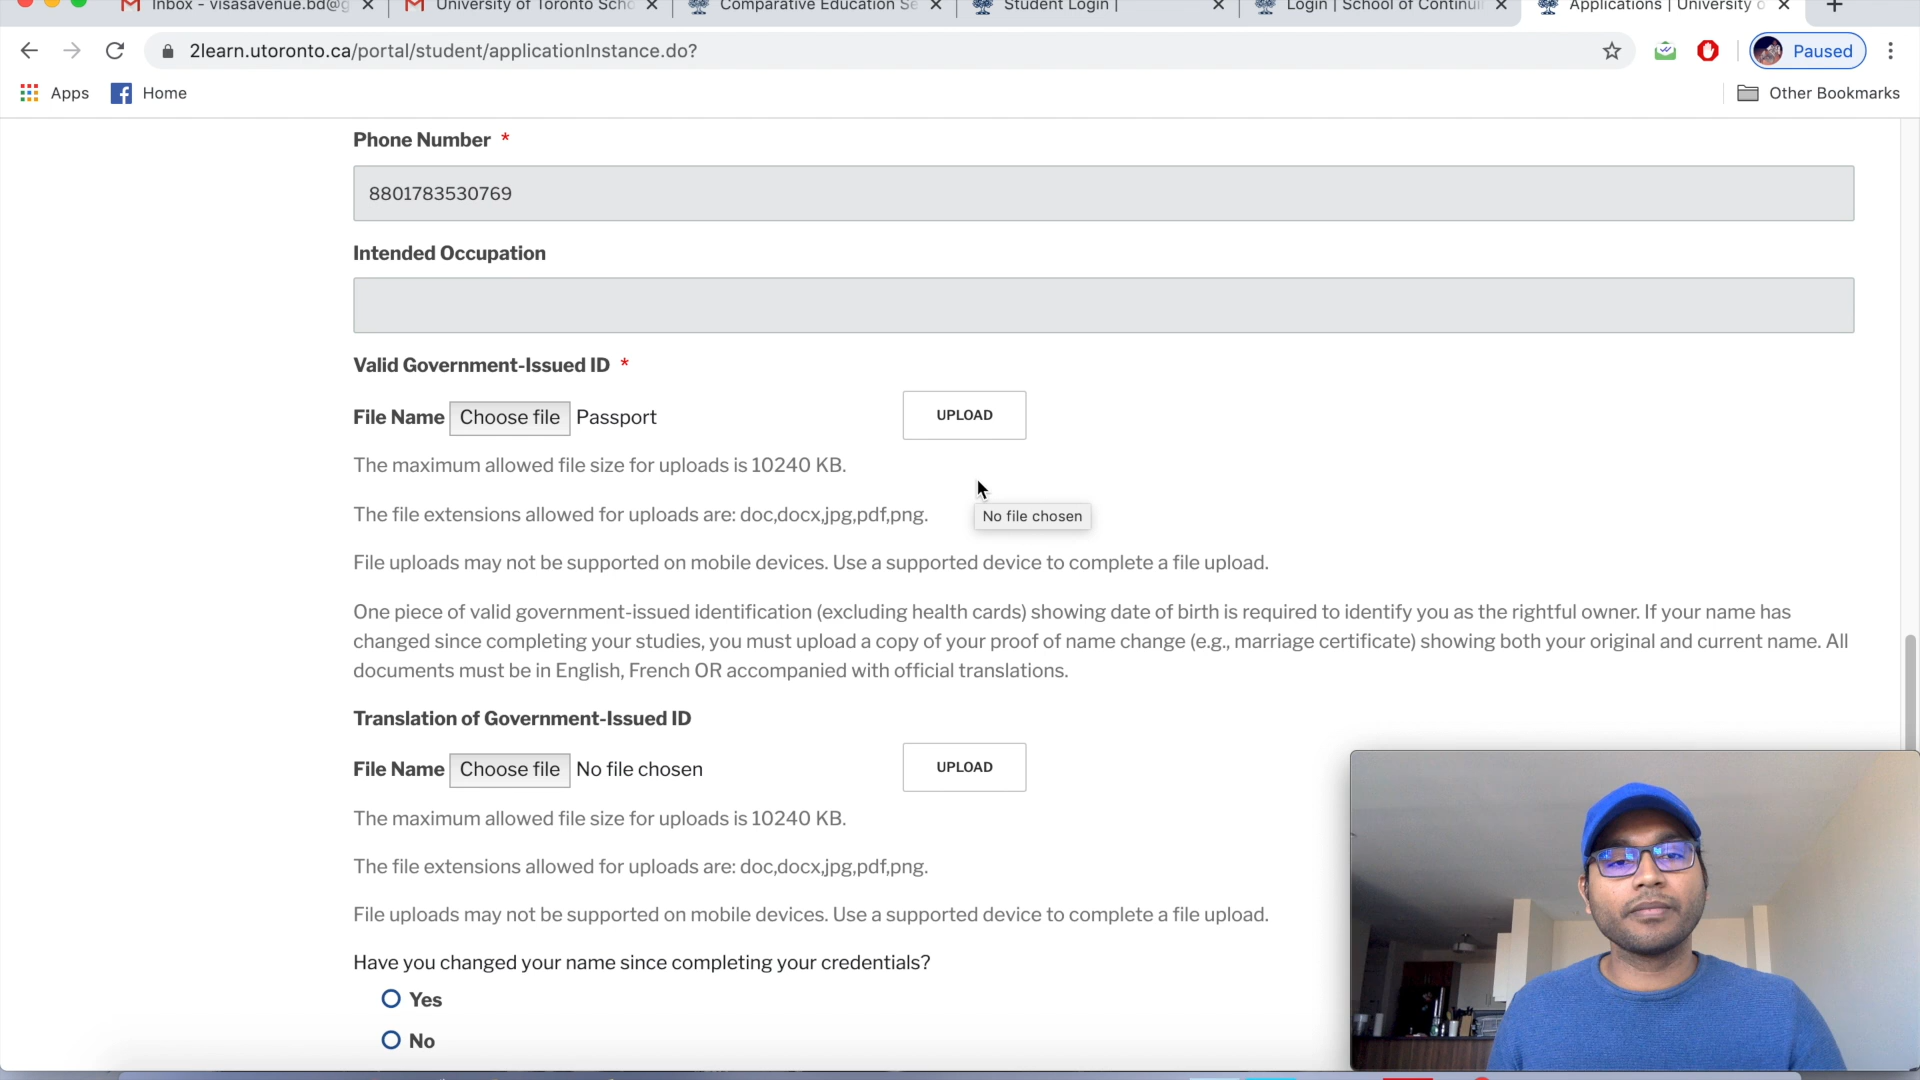 Inbox - visasavenue.bd@g
University of Toronto Scho
Comparative Education Se
Student Login |
Login | School of Continui
Applications | University o
2learn.utoronto.ca/portal/student/applicationInstance.do?
Paused
Apps
Home
Other Bookmarks
Phone Number *
8801783530769
Intended Occupation
Valid Government-Issued ID *
File Name Choose file Passport UPLOAD
The maximum allowed file size for uploads is 10240 KB.
The file extensions allowed for uploads are: doc,docx,jpg,pdf,png.
No file chosen
File uploads may not be supported on mobile devices. Use a supported device to complete a file upload.
One piece of valid government-issued identification (excluding health cards) showing date of birth is required to identify you as the rightful owner. If your name has
changed since completing your studies, you must upload a copy of your proof of name change (e.g., marriage certificate) showing both your original and current name. All
documents must be in English, French OR accompanied with official translations.
Translation of Government-Issued ID
File Name Choose file No file chosen UPLOAD
The maximum allowed file size for uploads is 10240 KB.
The file extensions allowed for uploads are: doc,docx,jpg,pdf,png.
File uploads may not be supported on mobile devices. Use a supported device to complete a file upload.
Have you changed your name since completing your credentials?
Yes
No